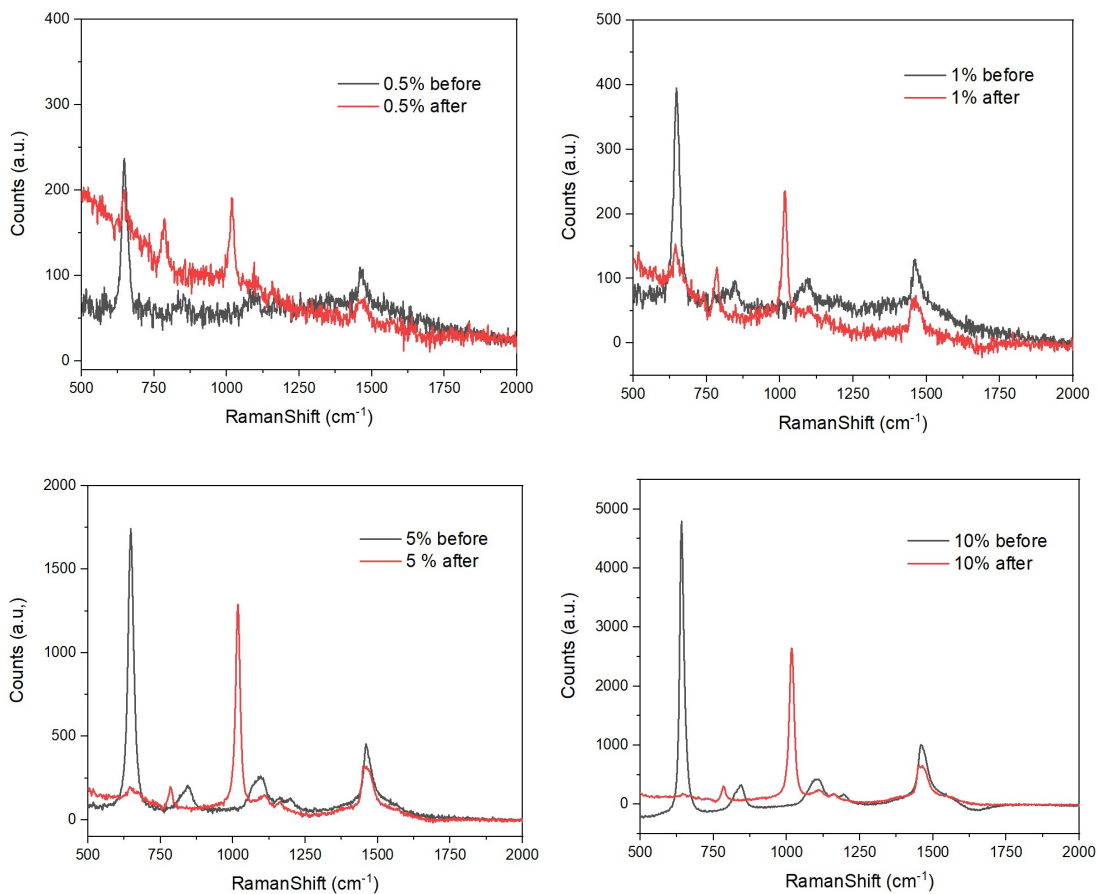 400
300
200
100
0
Counts (a.u.)
0.5% before
0.5% after
500 750 1000 1250 1500 1750 2000
RamanShift (cm⁻¹)
500
400
300
200
100
0
Counts (a.u.)
1% before
1% after
500 750 1000 1250 1500 1750 2000
RamanShift (cm⁻¹)
2000
1500
1000
500
0
Counts (a.u,)
5% before
5 % after
500 750 1000 1250 1500 1750 2000
RamanShift (cm⁻¹)
5000
4000
3000
2000
1000
0
Counts (a.u.)
10% before
10% after
500 750 1000 1250 1500 1750 2000
RamanShift (cm⁻¹)